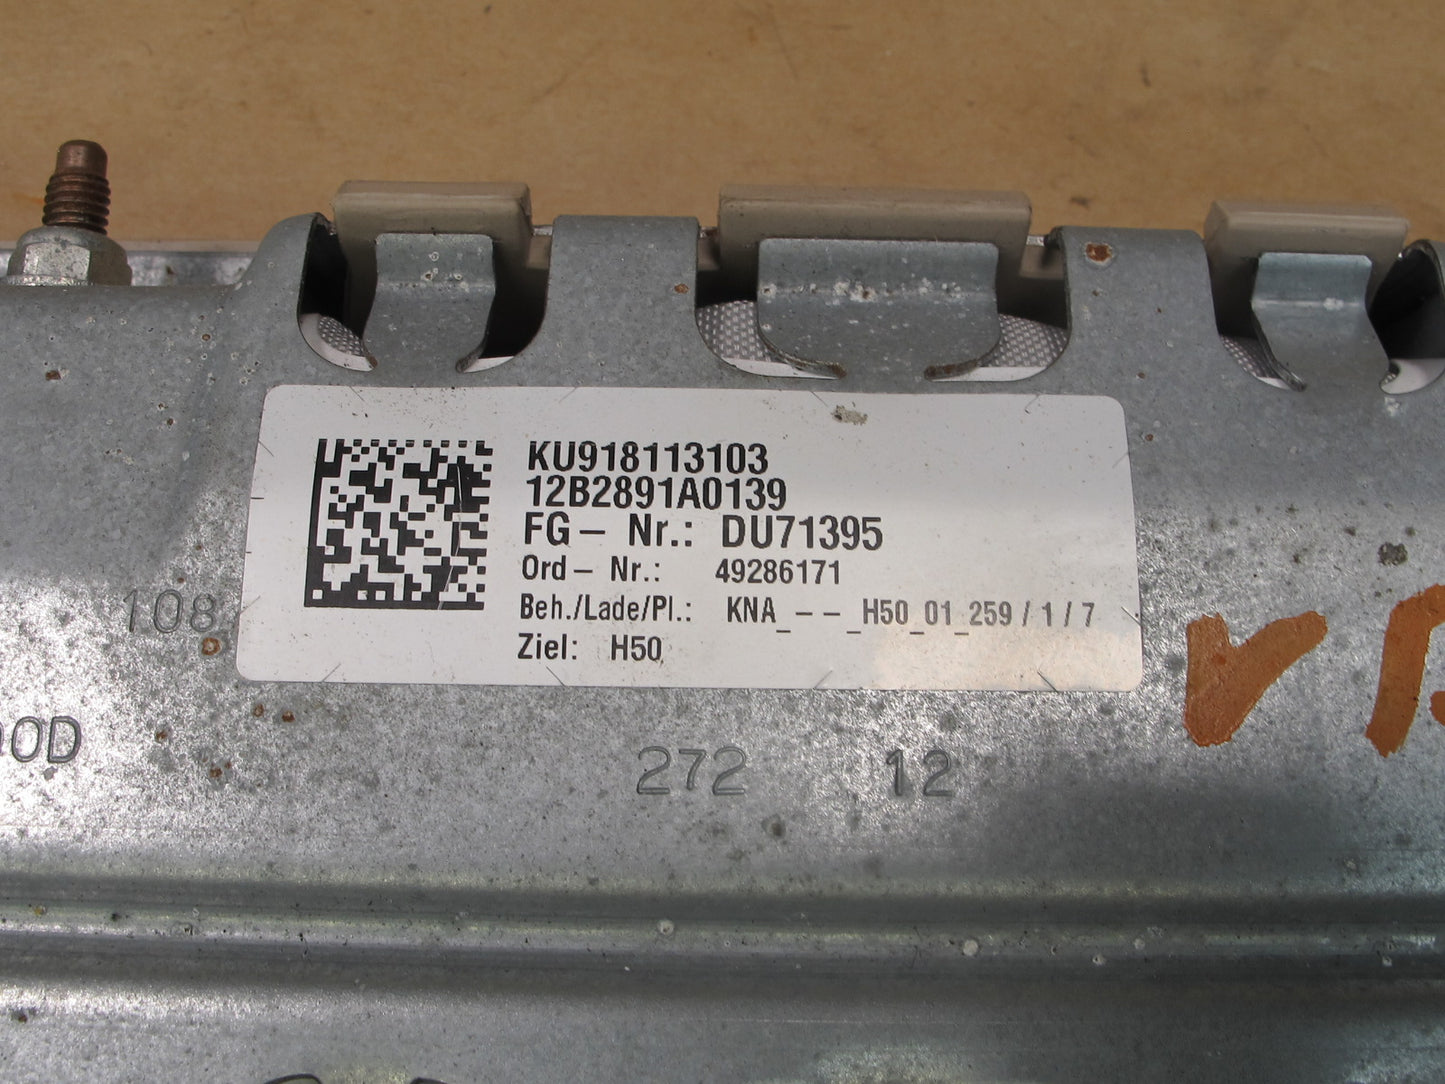 KU918113103
12B2891A0139
FG – Nr.: DU71395
Ord – Nr.: 49286171
Beh./Lade/Pl.: KNA_ – – _H50_01_259 / 1 / 7
Ziel: H50
108
0D
272 12